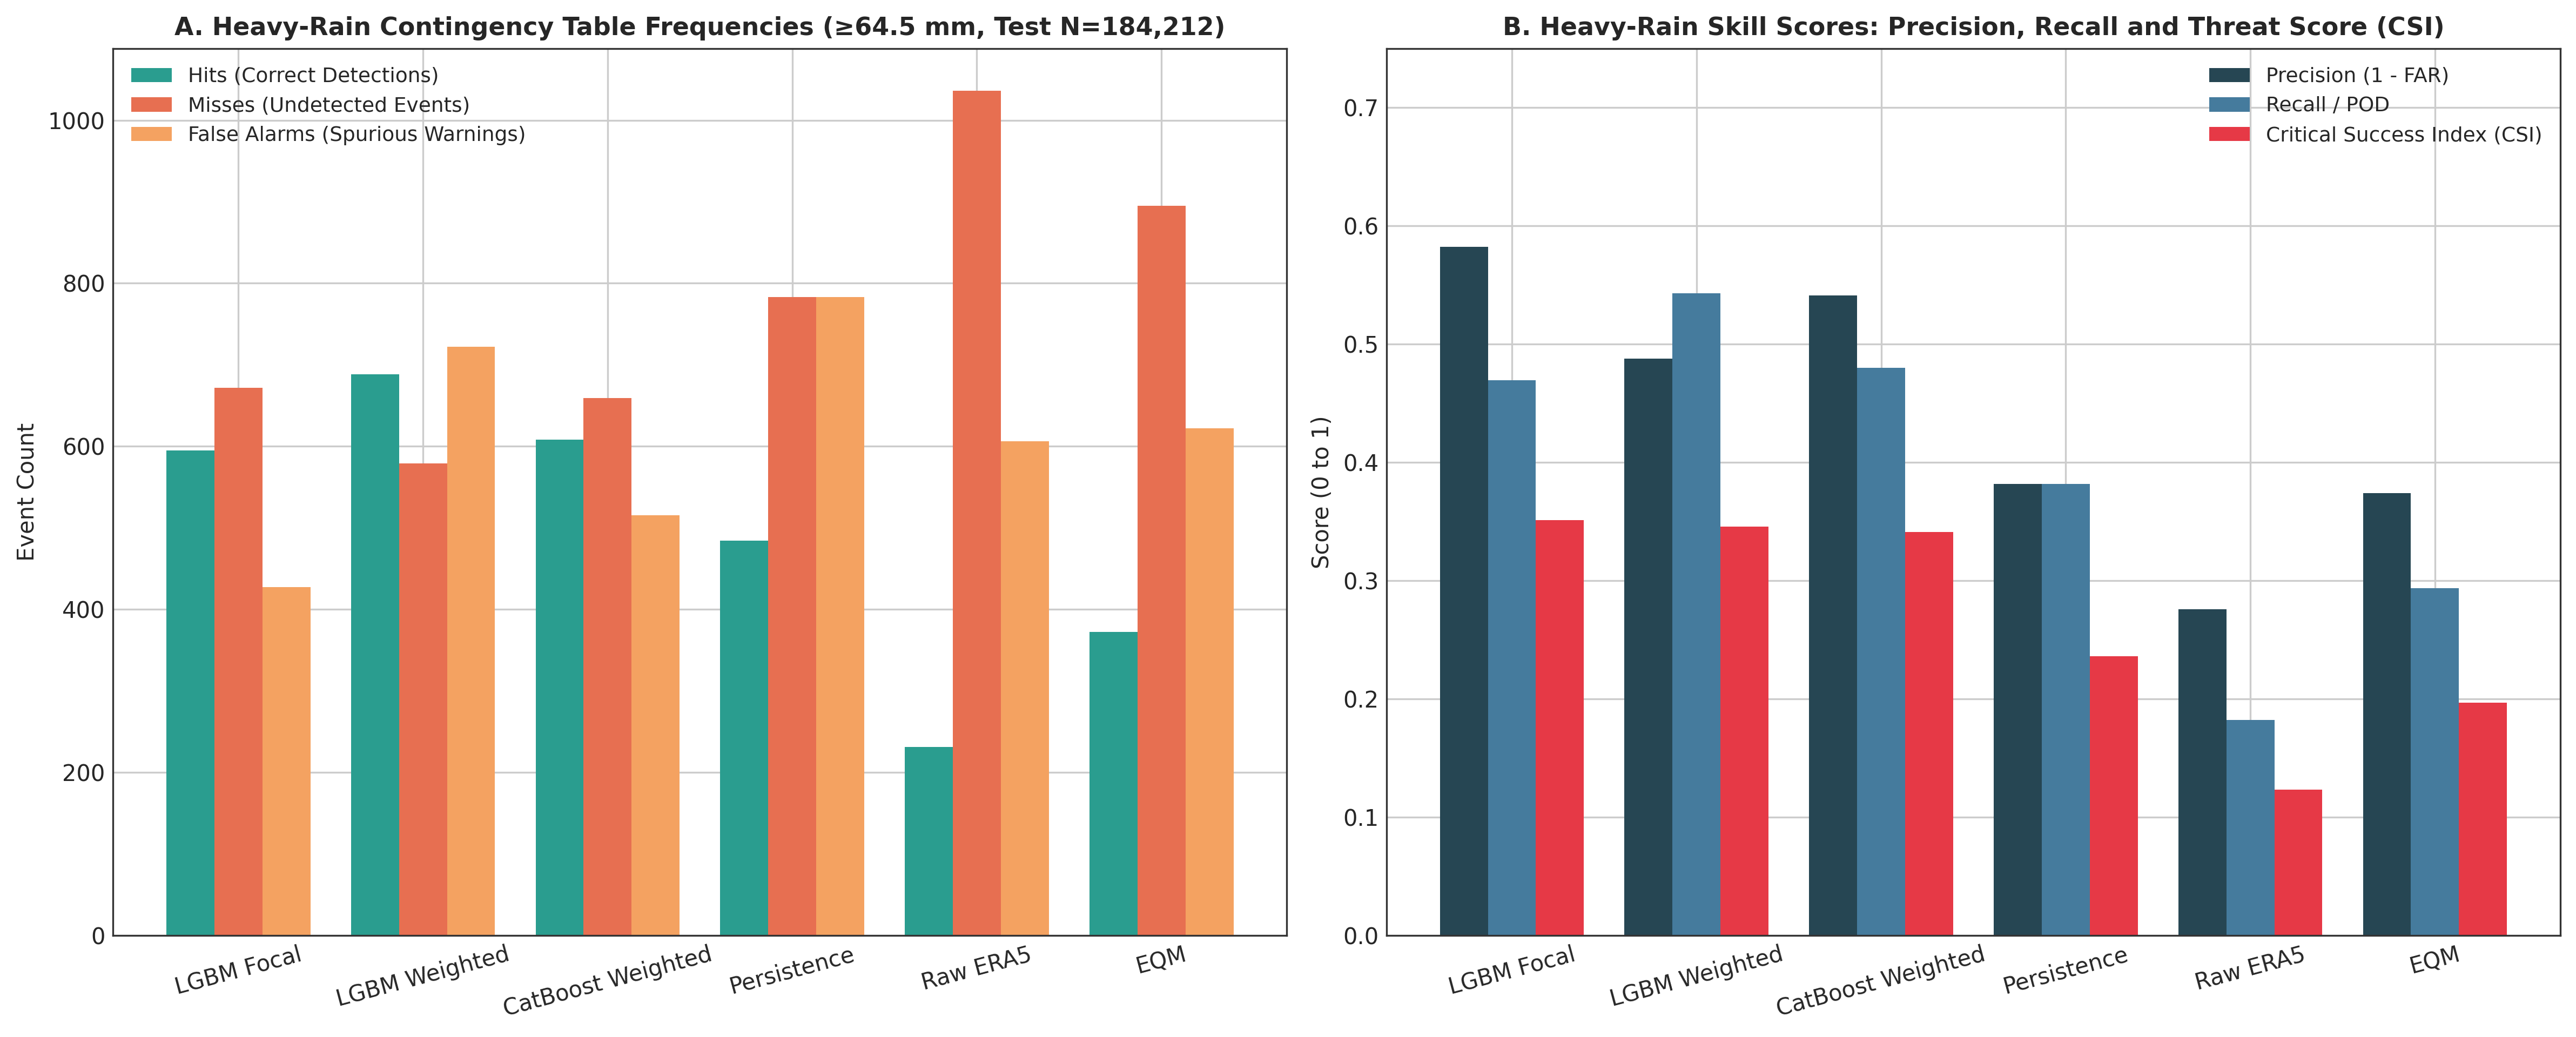 A. Heavy-Rain Contingency Table Frequencies (≥64.5 mm, Test N=184,212)
Hits (Correct Detections)
Misses (Undetected Events)
False Alarms (Spurious Warnings)
Event Count
1000
800
600
400
200
0
LGBM Focal
LGBM Weighted
CatBoost Weighted
Persistence
Raw ERA5
EQM
B. Heavy-Rain Skill Scores: Precision, Recall and Threat Score (CSI)
Precision (1 - FAR)
Recall / POD
Critical Success Index (CSI)
Score (0 to 1)
0.7
0.6
0.5
0.4
0.3
0.2
0.1
0.0
LGBM Focal
LGBM Weighted
CatBoost Weighted
Persistence
Raw ERA5
EQM